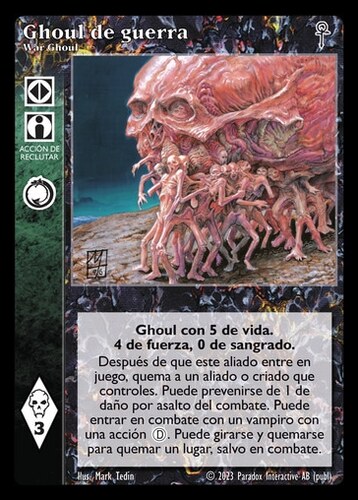 Ghoul de guerra
War Ghoul
ACCIÓN DE
RECLUTAR
Ghoul con 5 de vida.
4 de fuerza, 0 de sangrado.
Después de que este aliado entre en
juego, quema a un aliado o criado que
controles. Puede prevenirse de 1 de
daño por asalto del combate. Puede
entrar en combate con un vampiro con
una acción Ⓓ. Puede girarse y quemarse
para quemar un lugar, salvo en combate.
3
Ilus: Mark Tedin
© 2023 Paradox Interactive AB (publ)